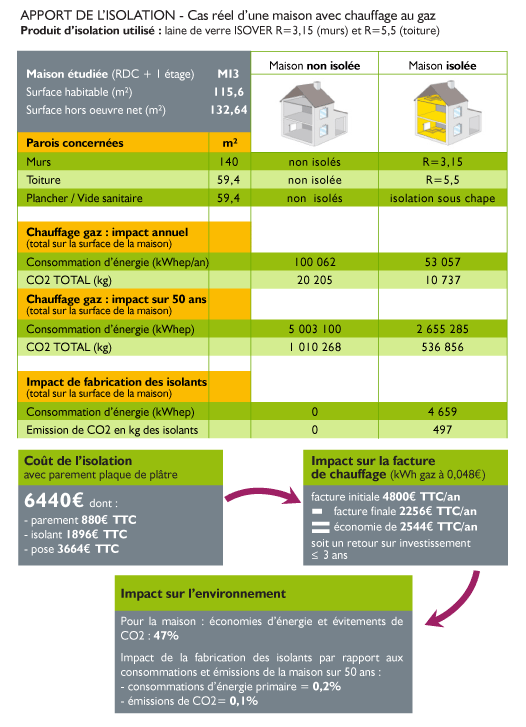 APPORT DE L'ISOLATION - Cas réel d'une maison avec chauffage au gaz
Produit d'isolation utilisé : laine de verre ISOVER R=3,15 (murs) et R=5,5 (toiture)
Maison non isolée Maison isolée
Maison étudiée (RDC + 1 étage) M13
Surface habitable (m²) 115,6
Surface hors oeuvre net (m²) 132,64
Parois concernées m²
Murs 140 non isolés R=3,15
Toiture 59,4 non isolée R=5,5
Plancher / Vide sanitaire 59,4 non isolés isolation sous chape
Chauffage gaz : impact annuel
(total sur la surface de la maison)
Consommation d'énergie (kWhep/an) 100 062 53 057
CO2 TOTAL (kg) 20 205 10 737
Chauffage gaz : impact sur 50 ans
(total sur la surface de la maison)
Consommation d'énergie (kWhep) 5 003 100 2 655 285
CO2 TOTAL (kg) 1 010 268 536 856
Impact de fabrication des isolants
(total sur la surface de la maison)
Consommation d'énergie (kWhep) 0 4 659
Emission de CO2 en kg des isolants 0 497
Coût de l'isolation
avec parement plaque de plâtre
6440€ dont :
- parement 880€ TTC
- isolant 1896€ TTC
- pose 3664€ TTC
Impact sur la facture
de chauffage (kWh gaz à 0,048€)
facture initiale 4800€ TTC/an
- facture finale 2256€ TTC/an
= économie de 2544€ TTC/an
soit un retour sur investissement
≤ 3 ans
Impact sur l'environnement
Pour la maison : économies d'énergie et évitements de
CO2 : 47%
Impact de la fabrication des isolants par rapport aux
consommations et émissions de la maison sur 50 ans :
- consommations d'énergie primaire = 0,2%
- émissions de CO2= 0,1%